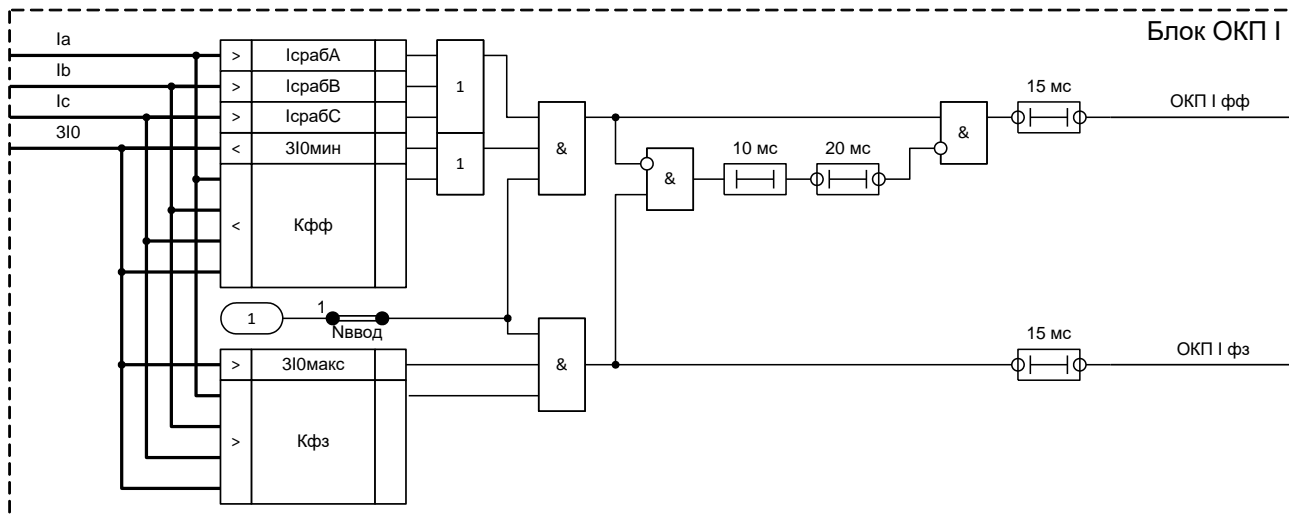 Блок ОКП I
Ia
Ib
Ic
3I0
> IсрабA
> IсрабB
> IсрабC
< 3I0мин
< Кфф
1
1
&
&
10 мс
20 мс
&
15 мс
ОКП I фф
1
1
Nввод
> 3I0макс
> Кфз
&
15 мс
ОКП I фз